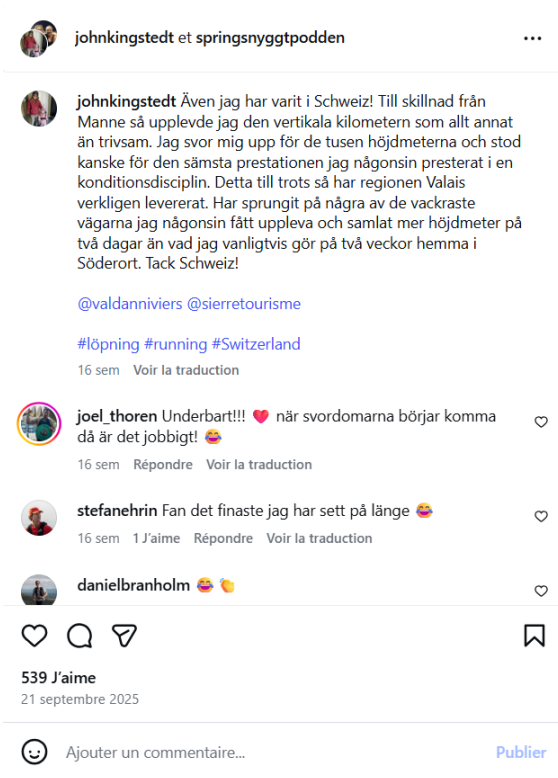 johnkingstedt et springsnyggtpodden
johnkingstedt Även jag har varit i Schweiz! Till skillnad från
Manne så upplevde jag den vertikala kilometern som allt annat
än trivsam. Jag svor mig upp för de tusen höjdmeterna och stod
kanske för den sämsta prestationen jag någonsin presterat i en
konditionsdisciplin. Detta till trots så har regionen Valais
verkligen levererat. Har sprungit på några av de vackraste
vägarna jag någonsin fått uppleva och samlat mer höjdmeter på
två dagar än vad jag vanligtvis gör på två veckor hemma i
Söderort. Tack Schweiz!
@valdanniviers @sierretourisme
#löpning #running #Switzerland
16 sem Voir la traduction
joel_thoren Underbart!!! ❤️ när svordomarna börjar komma
då är det jobbigt! 😂
16 sem Répondre Voir la traduction
stefanehrin Fan det finaste jag har sett på länge 😂
16 sem 1 J’aime Répondre Voir la traduction
danielbranholm 😂 👏
539 J’aime
21 septembre 2025
Ajouter un commentaire...
Publier